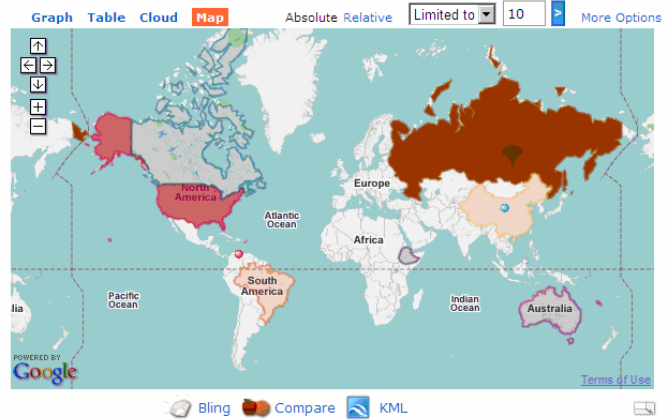 Graph Table Cloud Map Absolute Relative Limited to 10 > More Options
North
America
Europe
Atlantic
Ocean
Africa
South
America
Pacific
Ocean
Indian
Ocean
Australia
lia
POWERED BY
Google
Terms of Use
Bling Compare KML